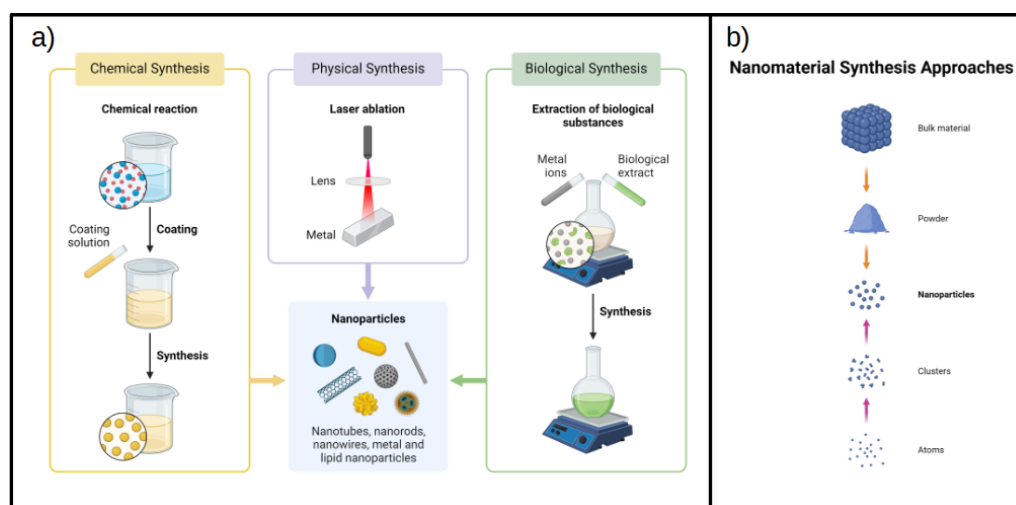 a)
Chemical Synthesis
Chemical reaction
Coating
solution
Coating
Synthesis
Physical Synthesis
Laser ablation
Lens
Metal
Nanoparticles
Nanotubes, nanorods,
nanowires, metal and
lipid nanoparticles
Biological Synthesis
Extraction of biological
substances
Metal
ions
Biological
extract
Synthesis
b)
Nanomaterial Synthesis Approaches
Bulk material
Powder
Nanoparticles
Clusters
Atoms